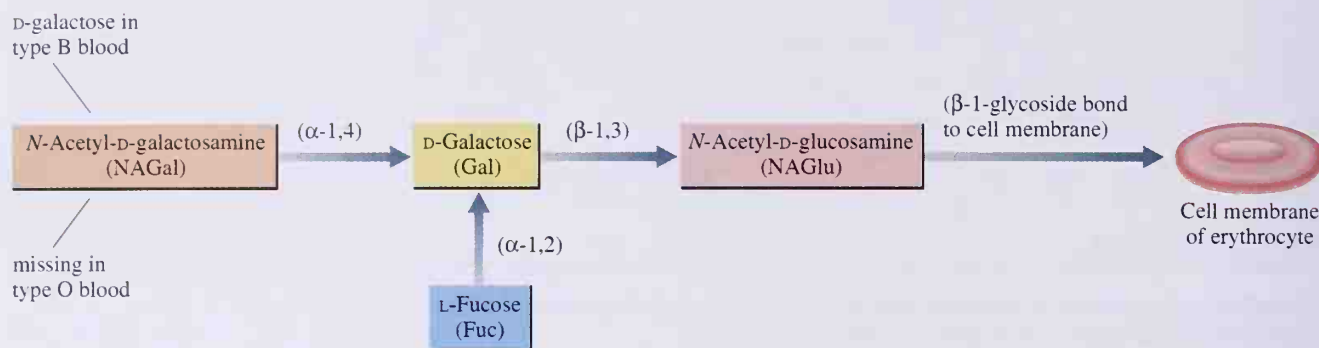 D-galactose in
type B blood
N-Acetyl-D-galactosamine
(NAGal)
(α-1,4)
D-Galactose
(Gal)
(β-1,3)
N-Acetyl-D-glucosamine
(NAGlu)
(β-1-glycoside bond
to cell membrane)
Cell membrane
of erythrocyte
missing in
type O blood
(α-1,2)
L-Fucose
(Fuc)